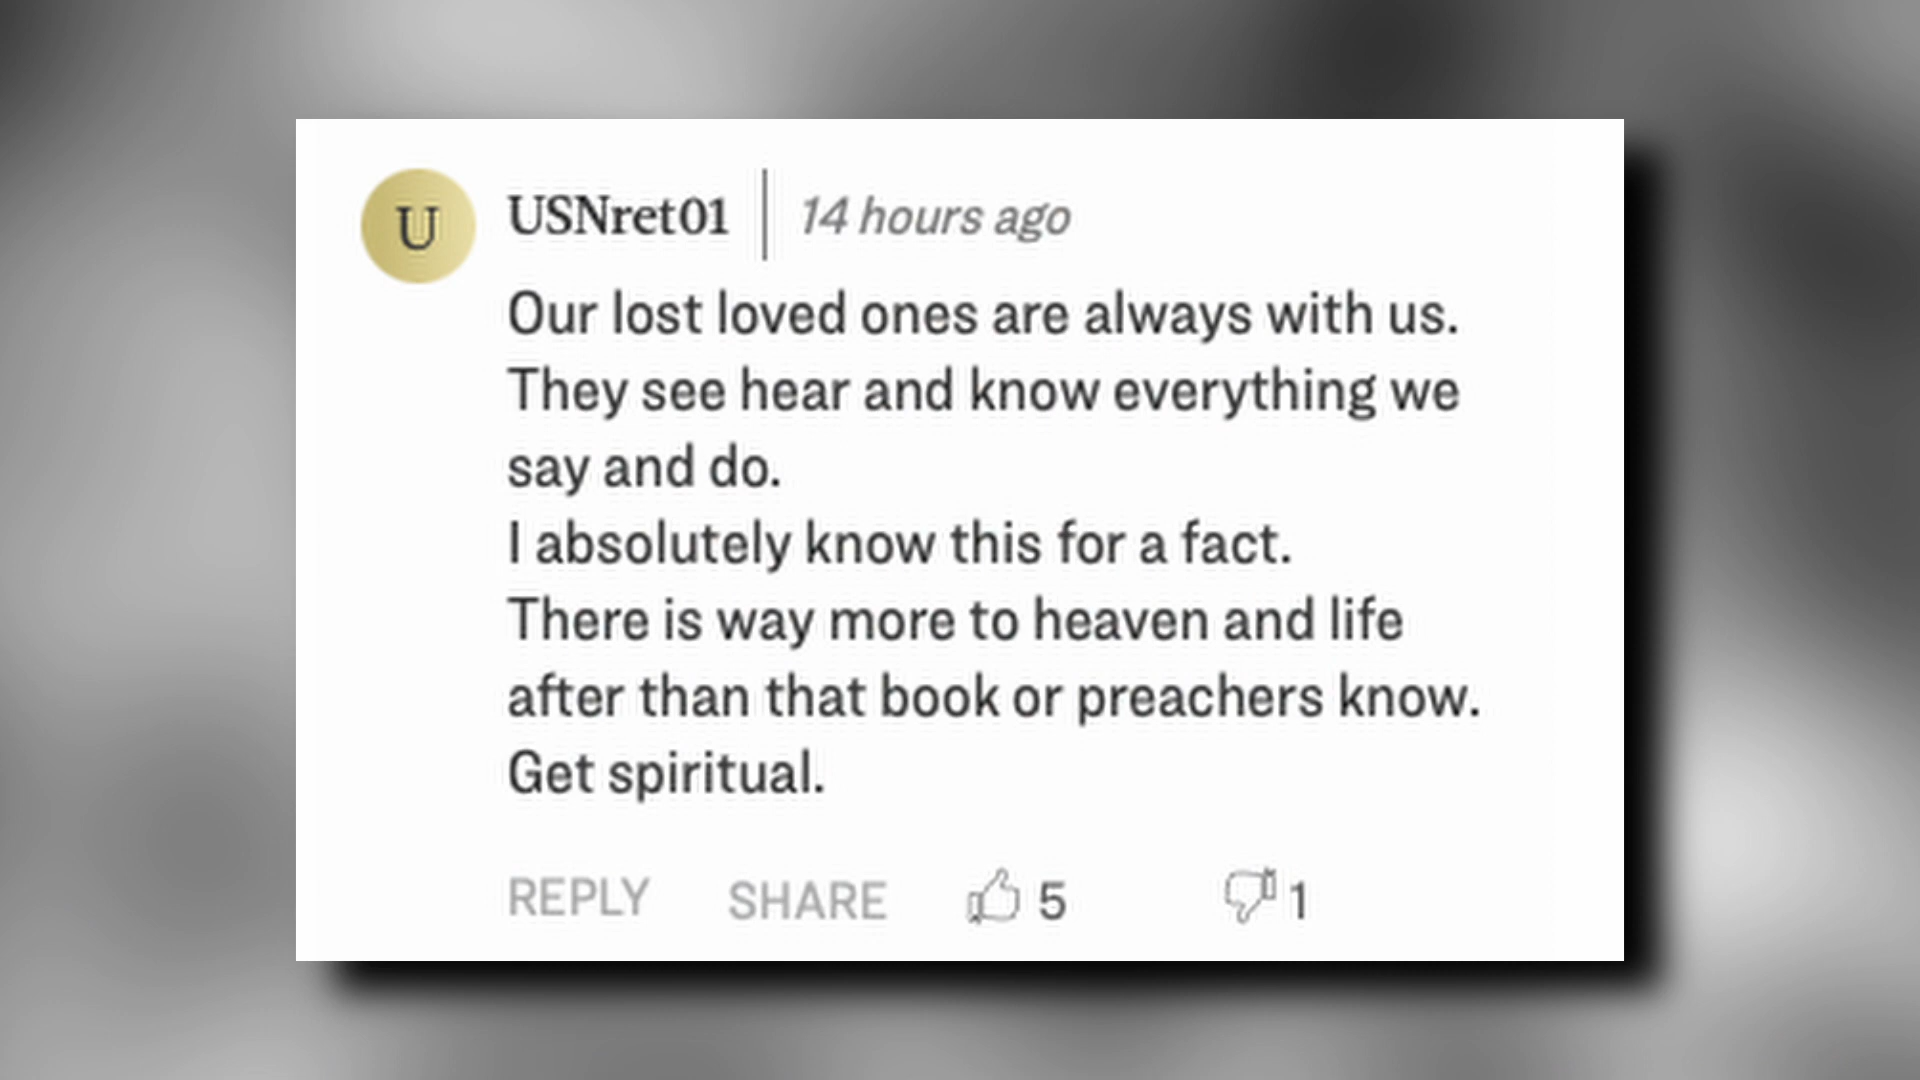 U
USNret01 | 14 hours ago
Our lost loved ones are always with us.
They see hear and know everything we
say and do.
I absolutely know this for a fact.
There is way more to heaven and life
after than that book or preachers know.
Get spiritual.
REPLY SHARE 5 1